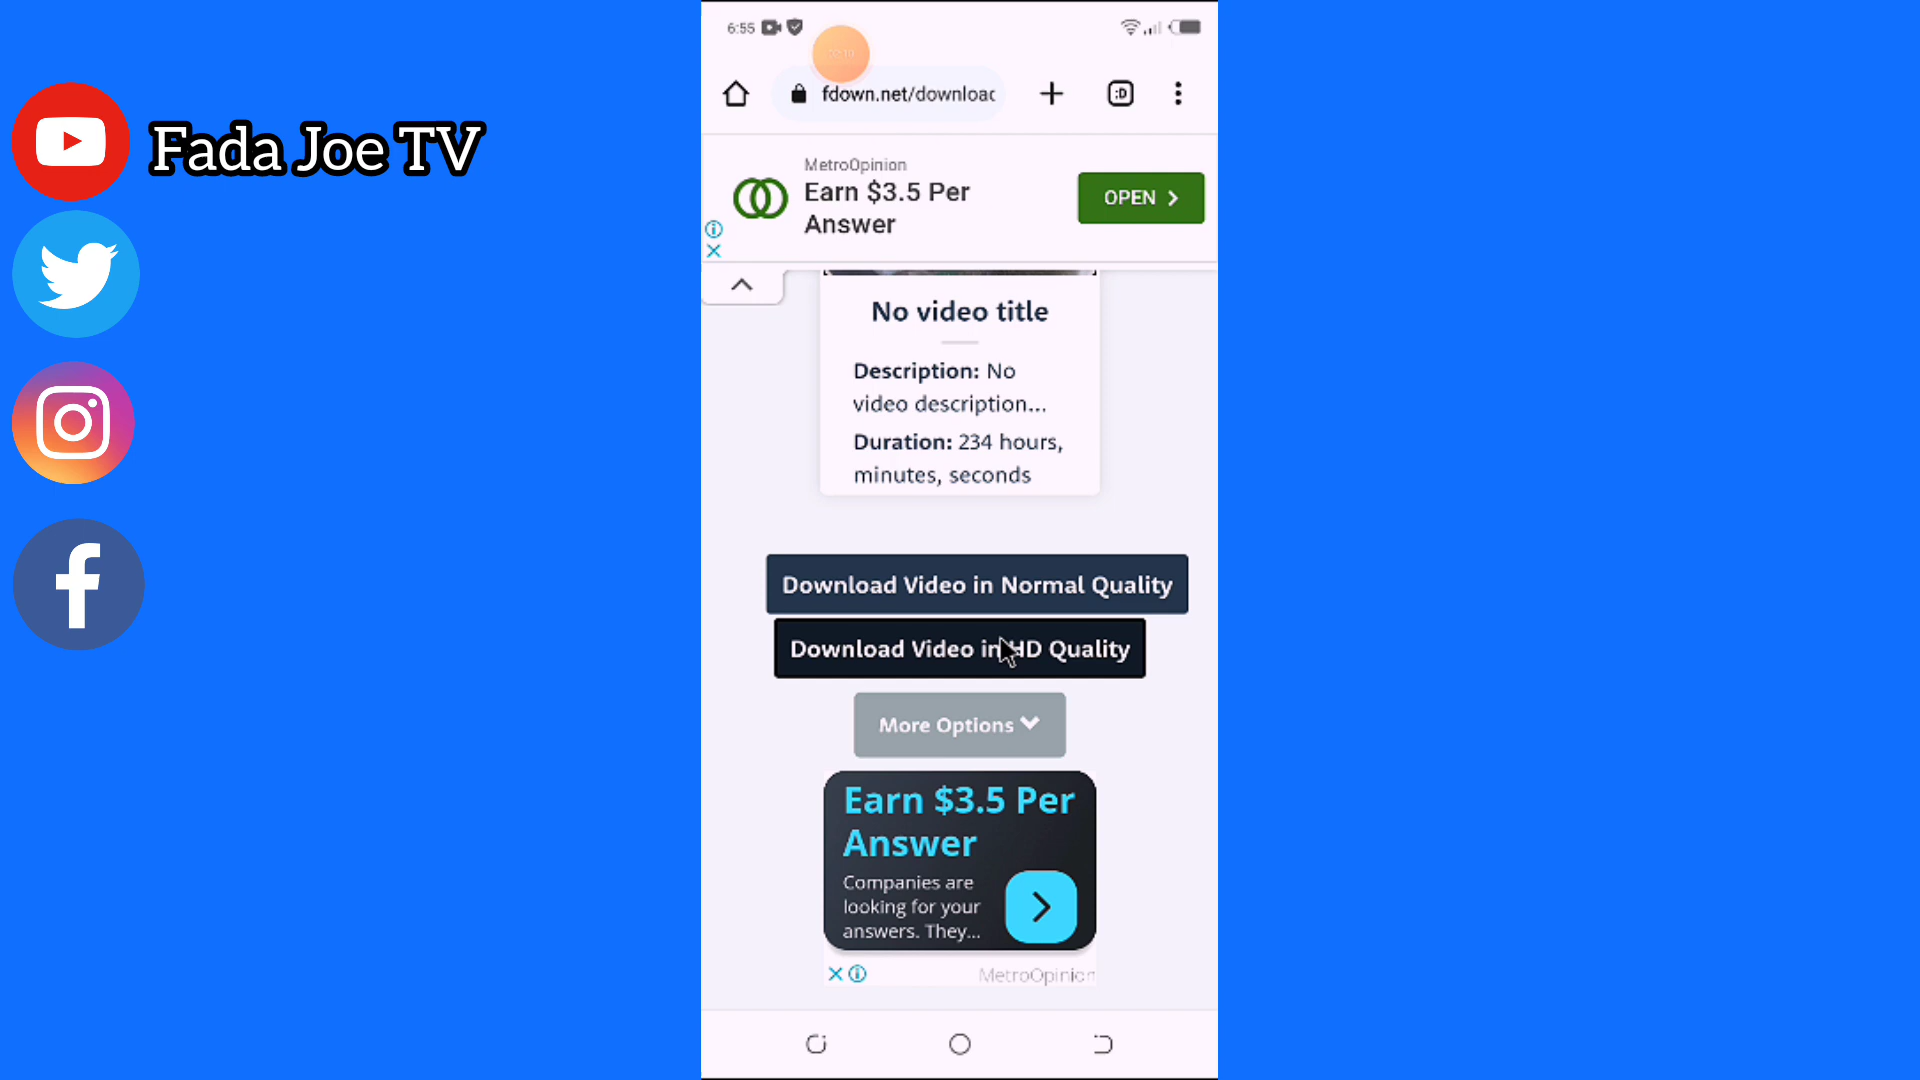 Fada Joe TV
6:55
fdown.net/download
:D
MetroOpinion
Earn $3.5 Per
Answer
OPEN
No video title
Description: No
video description...
Duration: 234 hours,
minutes, seconds
Download Video in Normal Quality
Download Video in HD Quality
More Options
Earn $3.5 Per
Answer
Companies are
looking for your
answers. They...
MetroOpinion